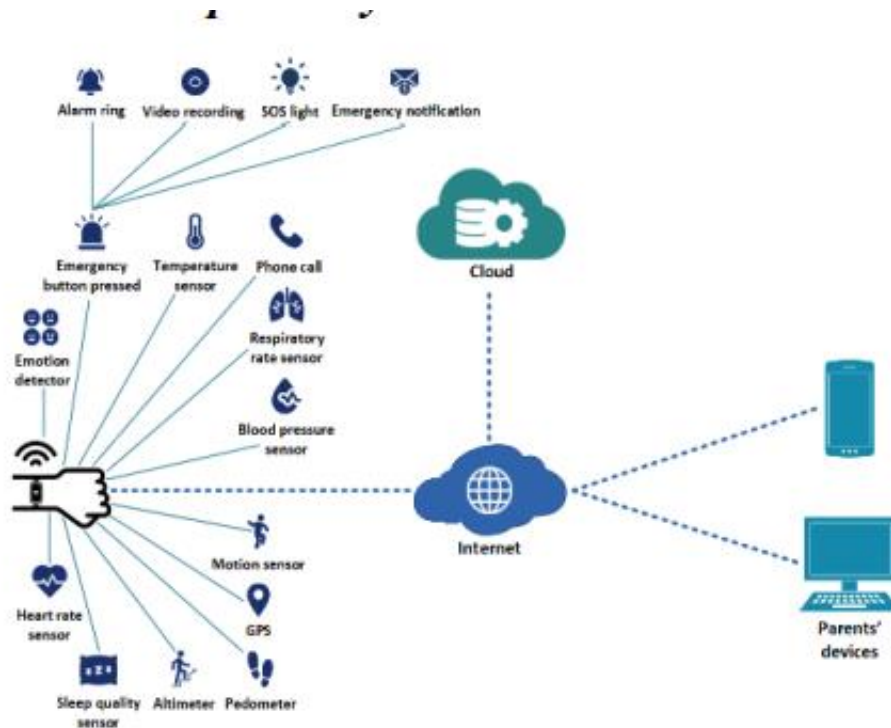 Alarm ring
Video recording
SOS light
Emergency notification
Emergency
button pressed
Temperature
sensor
Phone call
Respiratory
rate sensor
Emotion
detector
Blood pressure
sensor
Cloud
Internet
Motion sensor
Heart rate
sensor
GPS
Sleep quality
sensor
Altimeter
Pedometer
Parents'
devices